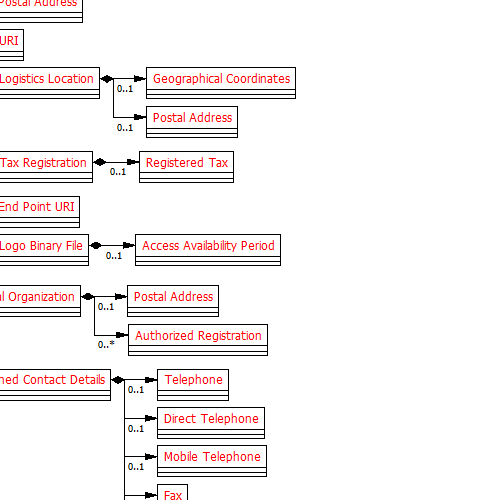 Postal Address
URI
Logistics Location
Geographical Coordinates
0..1
Postal Address
0..1
Tax Registration
Registered Tax
0..1
End Point URI
Logo Binary File
Access Availability Period
0..1
Organization
Postal Address
0..1
Authorized Registration
0..*
Contact Details
Telephone
0..1
Direct Telephone
0..1
Mobile Telephone
0..1
Fax